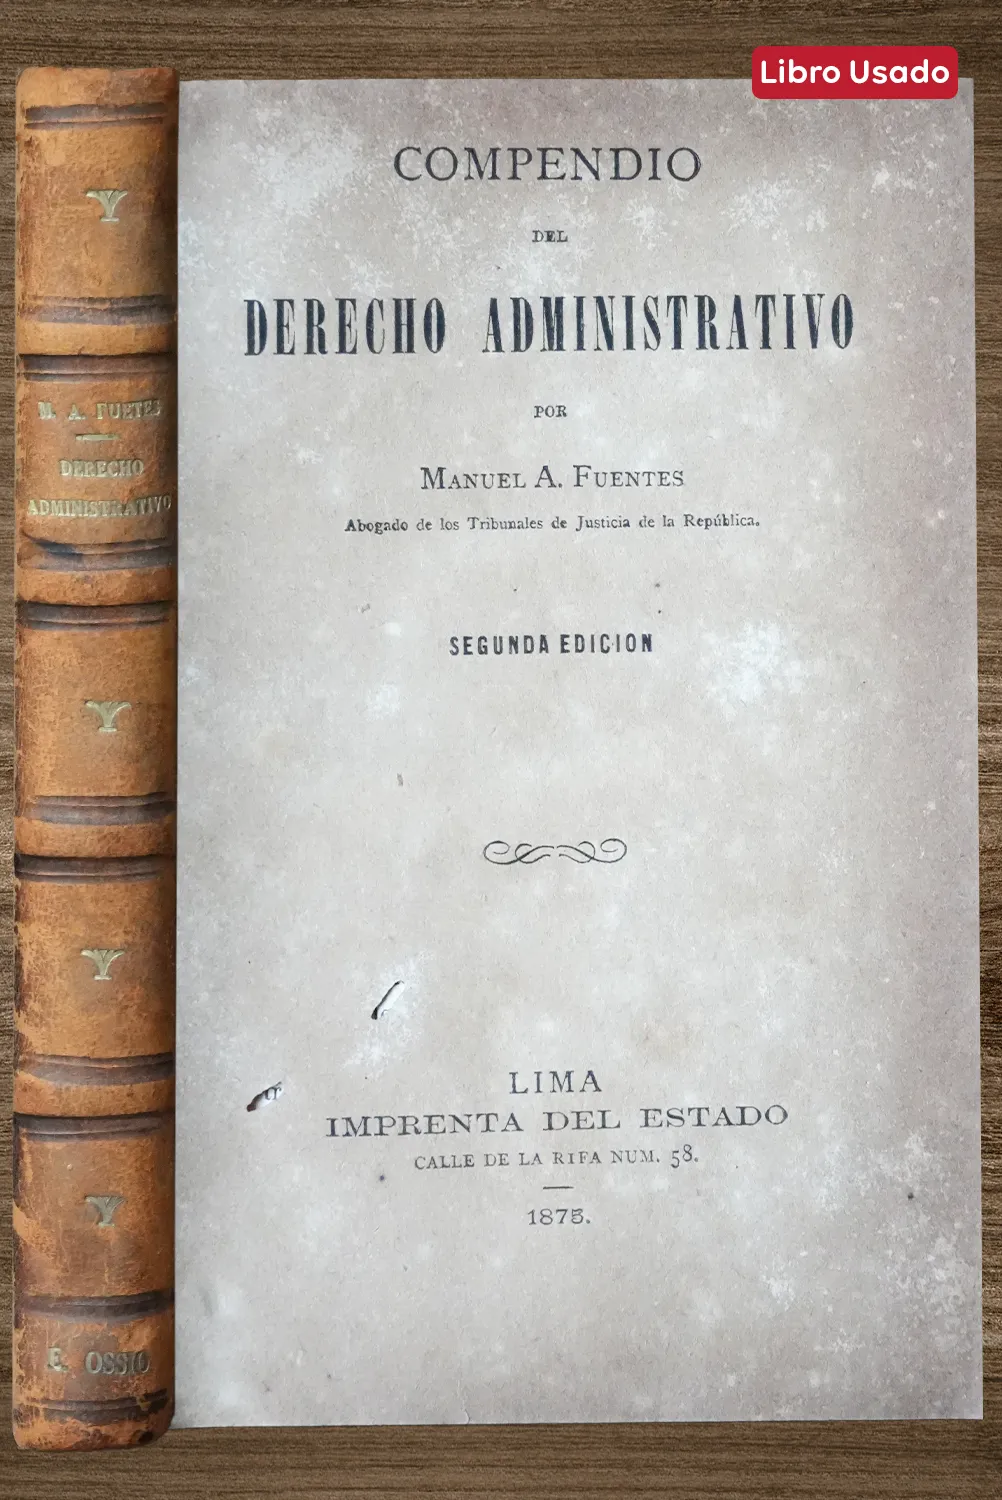 Libro Usado
M. A. FUETES
DERECHO
ADMINISTRATIVO
E. OSSIO
COMPENDIO
DEL
DERECHO ADMINISTRATIVO
POR
MANUEL A. FUENTES
Abogado de los Tribunales de Justicia de la República.
SEGUNDA EDICION
LIMA
IMPRENTA DEL ESTADO
CALLE DE LA RIFA NUM. 58.
1875.